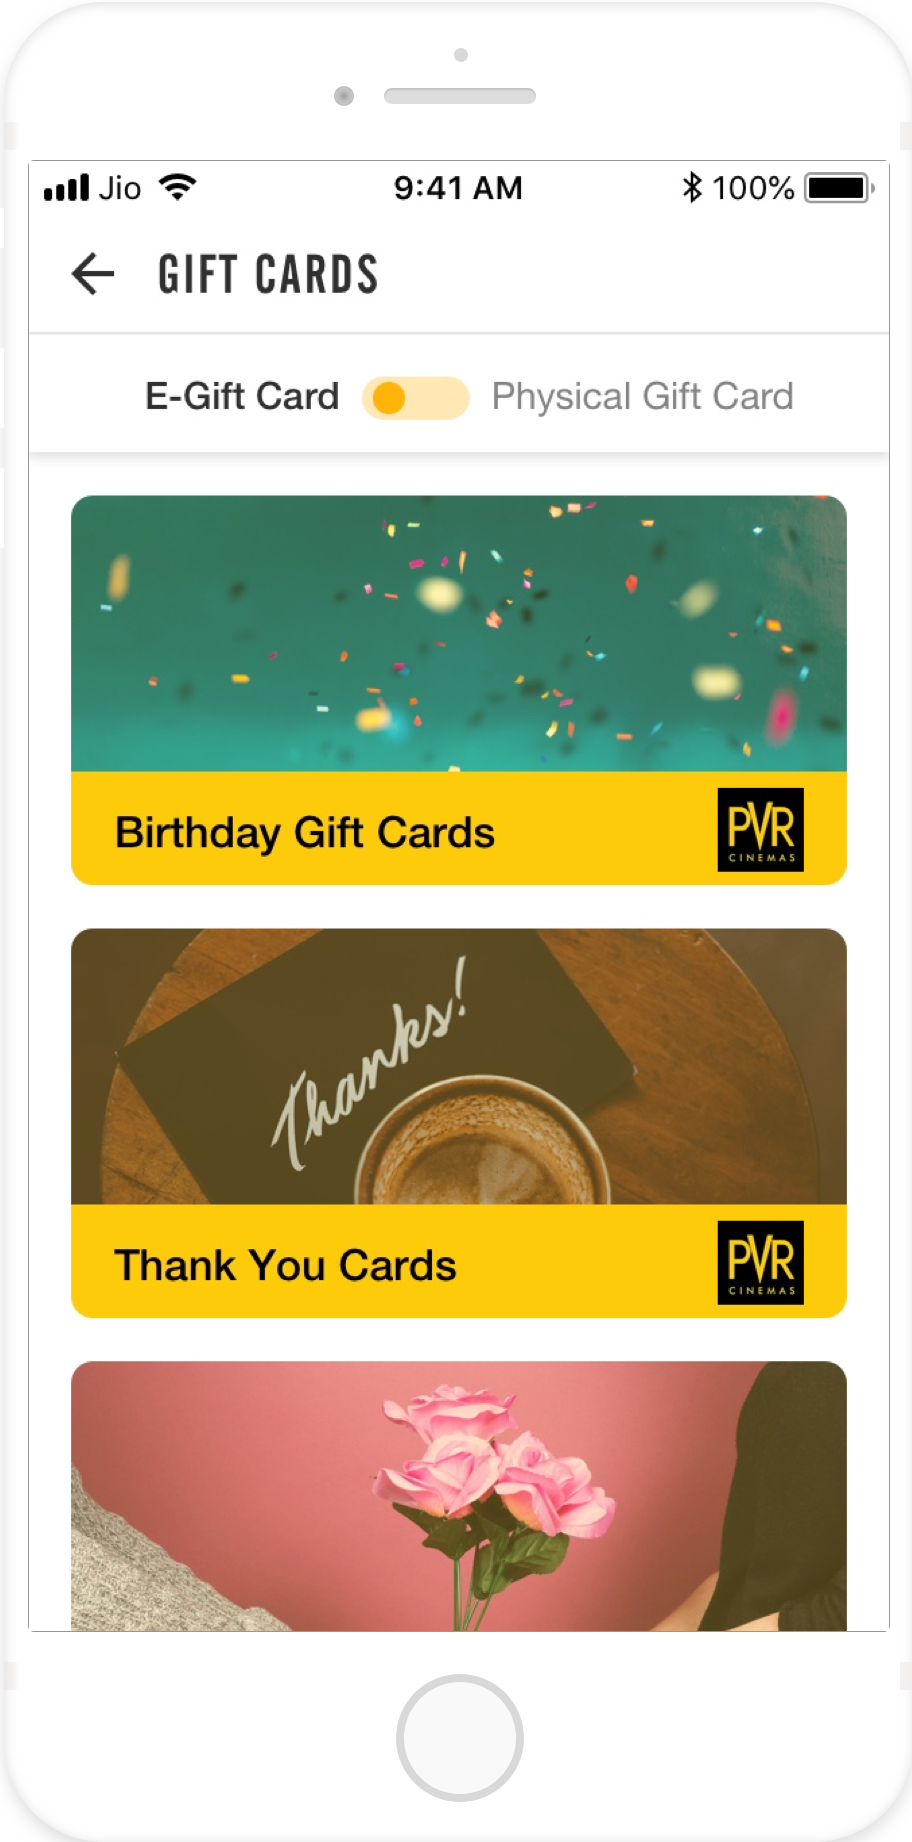 Jio 9:41 AM 100%
GIFT CARDS
E-Gift Card Physical Gift Card
Birthday Gift Cards
PVR
CINEMAS
Thanks!
Thank You Cards
PVR
CINEMAS